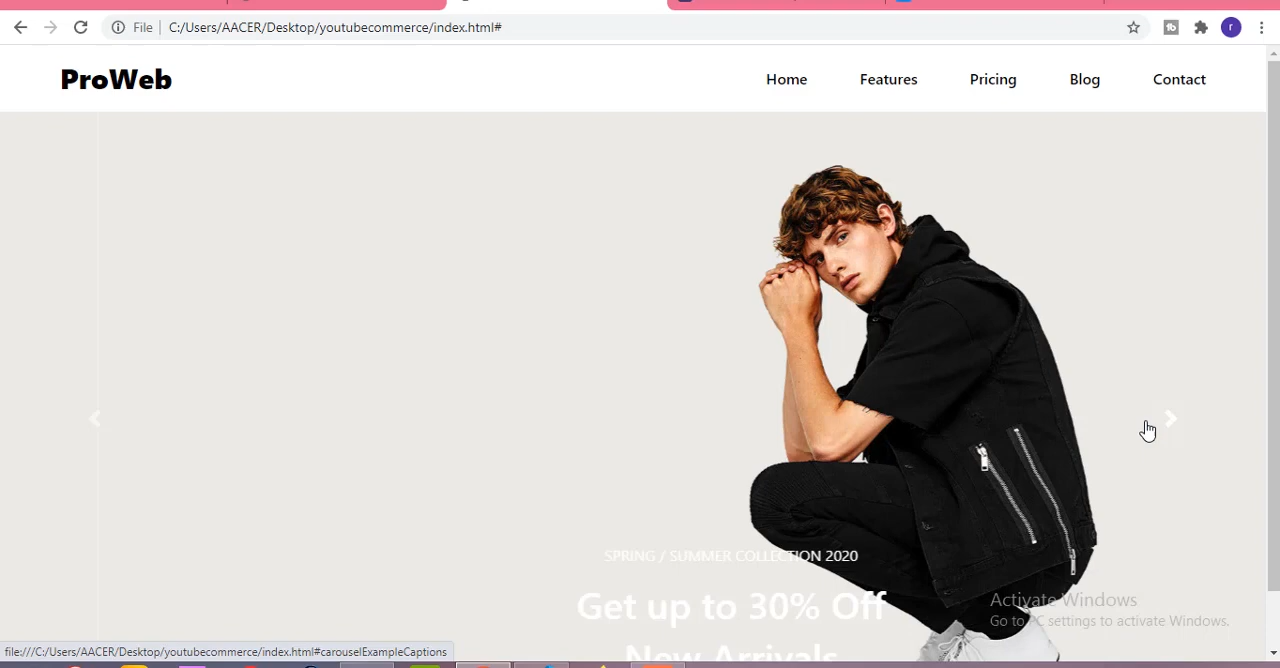 File
C:/Users/AACER/Desktop/youtubecommerce/index.html#
r
ProWeb
Home
Features
Pricing
Blog
Contact
SPRING / SUMMER COLLECTION 2020
Get up to 30% Off
New Arrivals
Activate Windows
Go to PC settings to activate Windows.
file:///C:/Users/AACER/Desktop/youtubecommerce/index.html#carouselExampleCaptions